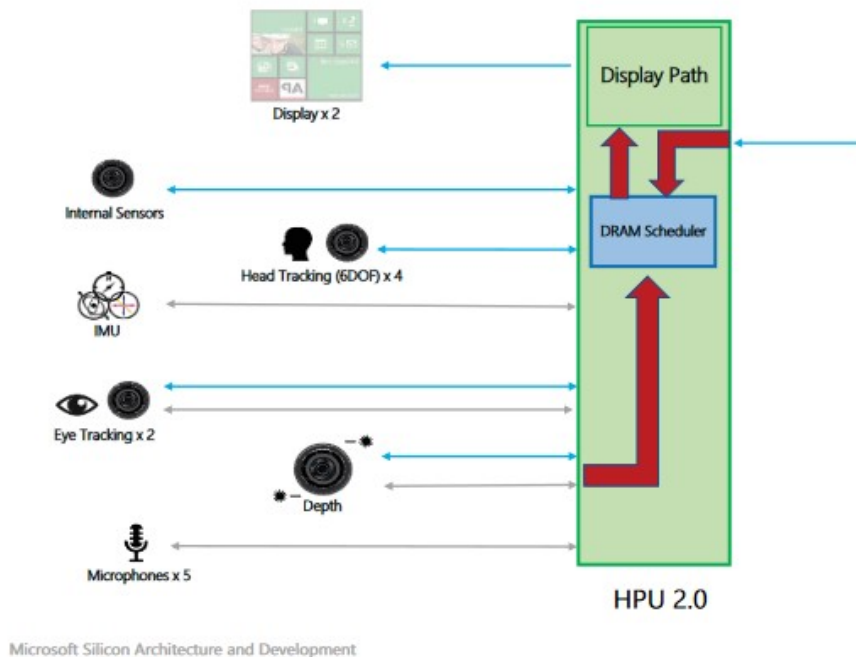 Display Path
Display x 2
Internal Sensors
DRAM Scheduler
Head Tracking (6DOF) x 4
IMU
Eye Tracking x 2
Depth
Microphones x 5
HPU 2.0
Microsoft Silicon Architecture and Development